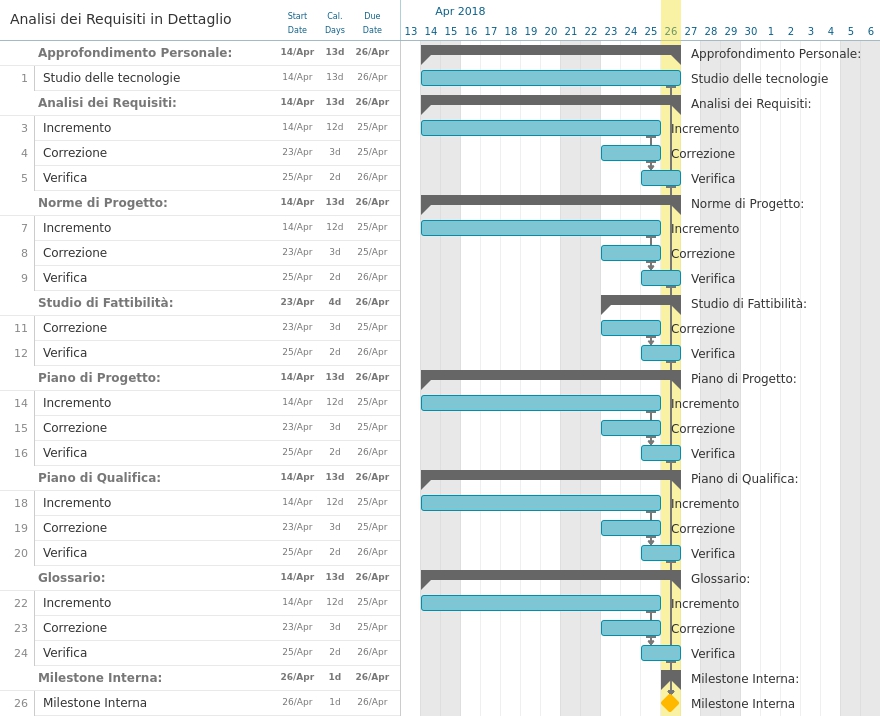 Analisi dei Requisiti in Dettaglio Start Date Cal. Days Due Date Apr 2018
13 14 15 16 17 18 19 20 21 22 23 24 25 26 27 28 29 30 1 2 3 4 5 6
Approfondimento Personale: 14/Apr 13d 26/Apr Approfondimento Personale:
1 Studio delle tecnologie 14/Apr 13d 26/Apr Studio delle tecnologie
Analisi dei Requisiti: 14/Apr 13d 26/Apr Analisi dei Requisiti:
3 Incremento 14/Apr 12d 25/Apr Incremento
4 Correzione 23/Apr 3d 25/Apr Correzione
5 Verifica 25/Apr 2d 26/Apr Verifica
Norme di Progetto: 14/Apr 13d 26/Apr Norme di Progetto:
7 Incremento 14/Apr 12d 25/Apr Incremento
8 Correzione 23/Apr 3d 25/Apr Correzione
9 Verifica 25/Apr 2d 26/Apr Verifica
Studio di Fattibilità: 23/Apr 4d 26/Apr Studio di Fattibilità:
11 Correzione 23/Apr 3d 25/Apr Correzione
12 Verifica 25/Apr 2d 26/Apr Verifica
Piano di Progetto: 14/Apr 13d 26/Apr Piano di Progetto:
14 Incremento 14/Apr 12d 25/Apr Incremento
15 Correzione 23/Apr 3d 25/Apr Correzione
16 Verifica 25/Apr 2d 26/Apr Verifica
Piano di Qualifica: 14/Apr 13d 26/Apr Piano di Qualifica:
18 Incremento 14/Apr 12d 25/Apr Incremento
19 Correzione 23/Apr 3d 25/Apr Correzione
20 Verifica 25/Apr 2d 26/Apr Verifica
Glossario: 14/Apr 13d 26/Apr Glossario:
22 Incremento 14/Apr 12d 25/Apr Incremento
23 Correzione 23/Apr 3d 25/Apr Correzione
24 Verifica 25/Apr 2d 26/Apr Verifica
Milestone Interna: 26/Apr 1d 26/Apr Milestone Interna:
26 Milestone Interna 26/Apr 1d 26/Apr Milestone Interna